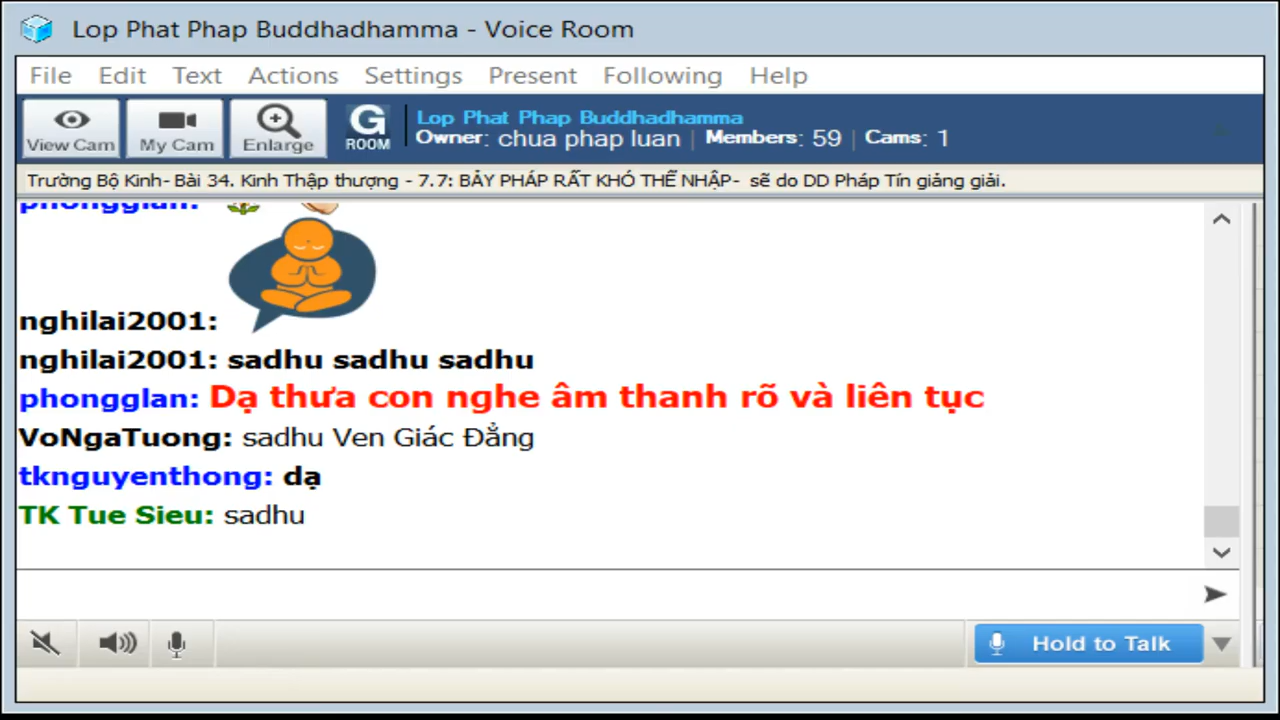 Lop Phat Phap Buddhadhamma - Voice Room
File Edit Text Actions Settings Present Following Help
View Cam
My Cam
Enlarge
G
ROOM
Lop Phat Phap Buddhadhamma
Owner: chua phap luan | Members: 59 | Cams: 1
Trường Bộ Kinh- Bài 34. Kinh Thập thượng - 7.7: BẢY PHÁP RẤT KHÓ THỂ NHẬP- sẽ do DD Pháp Tín giảng giải.
phongglan:
nghilai2001:
nghilai2001: sadhu sadhu sadhu
phongglan: Dạ thưa con nghe âm thanh rõ và liên tục
VoNgaTuong: sadhu Ven Giác Đẳng
tknguyenthong: dạ
TK Tue Sieu: sadhu
Hold to Talk